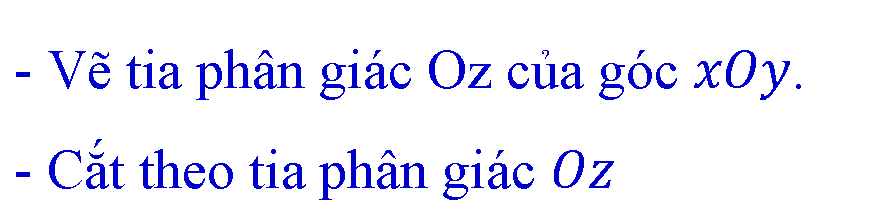 - Vẽ tia phân giác Oz của góc xOy.
- Cắt theo tia phân giác Oz